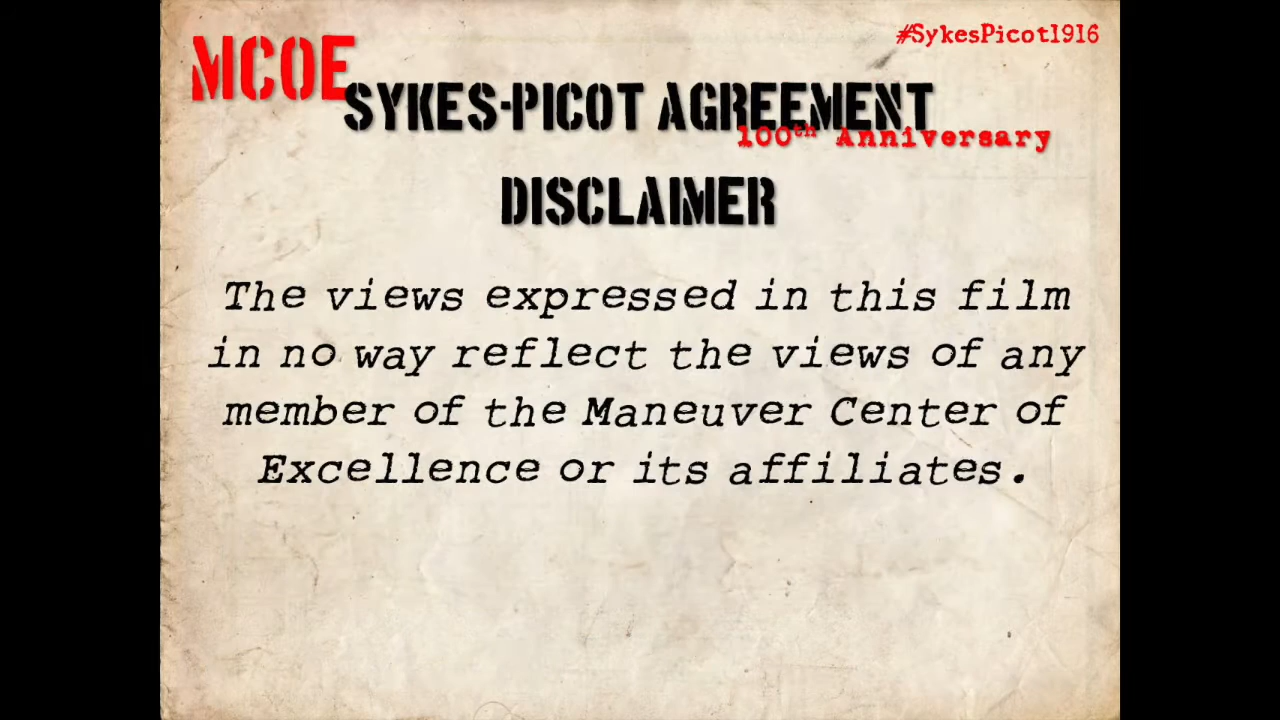 #SykesPicot1916
MCOE
SYKES-PICOT AGREEMENT
100th Anniversary
DISCLAIMER
The views expressed in this film
in no way reflect the views of any
member of the Maneuver Center of
Excellence or its affiliates.